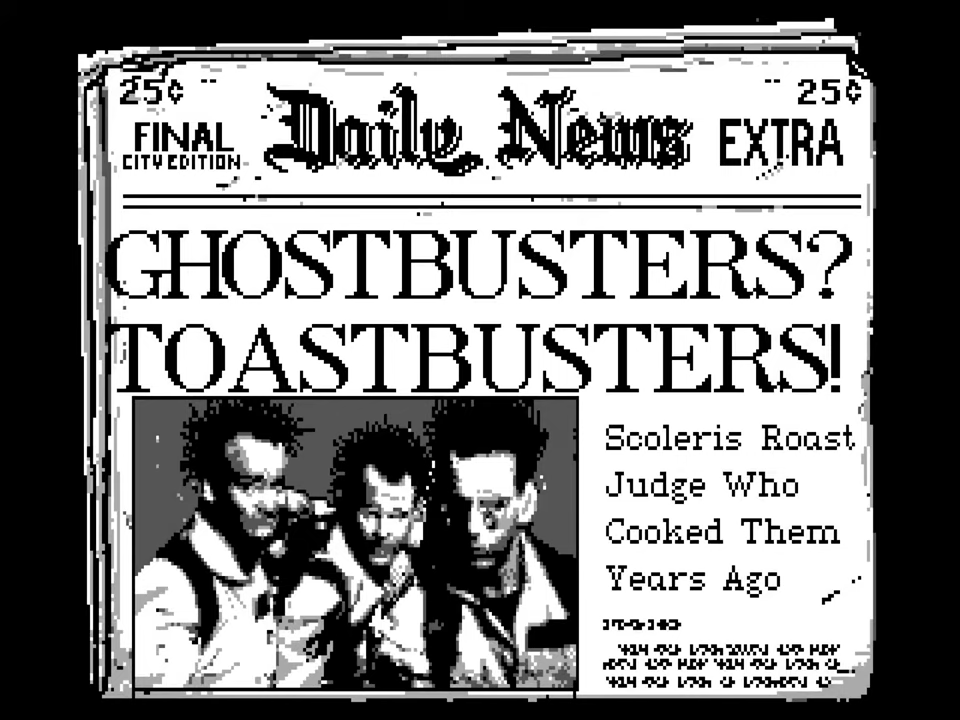 25¢ 25¢
FINAL
CITY EDITION
Daily News
EXTRA
GHOSTBUSTERS?
TOASTBUSTERS!
Scoleris Roast
Judge Who
Cooked Them
Years Ago